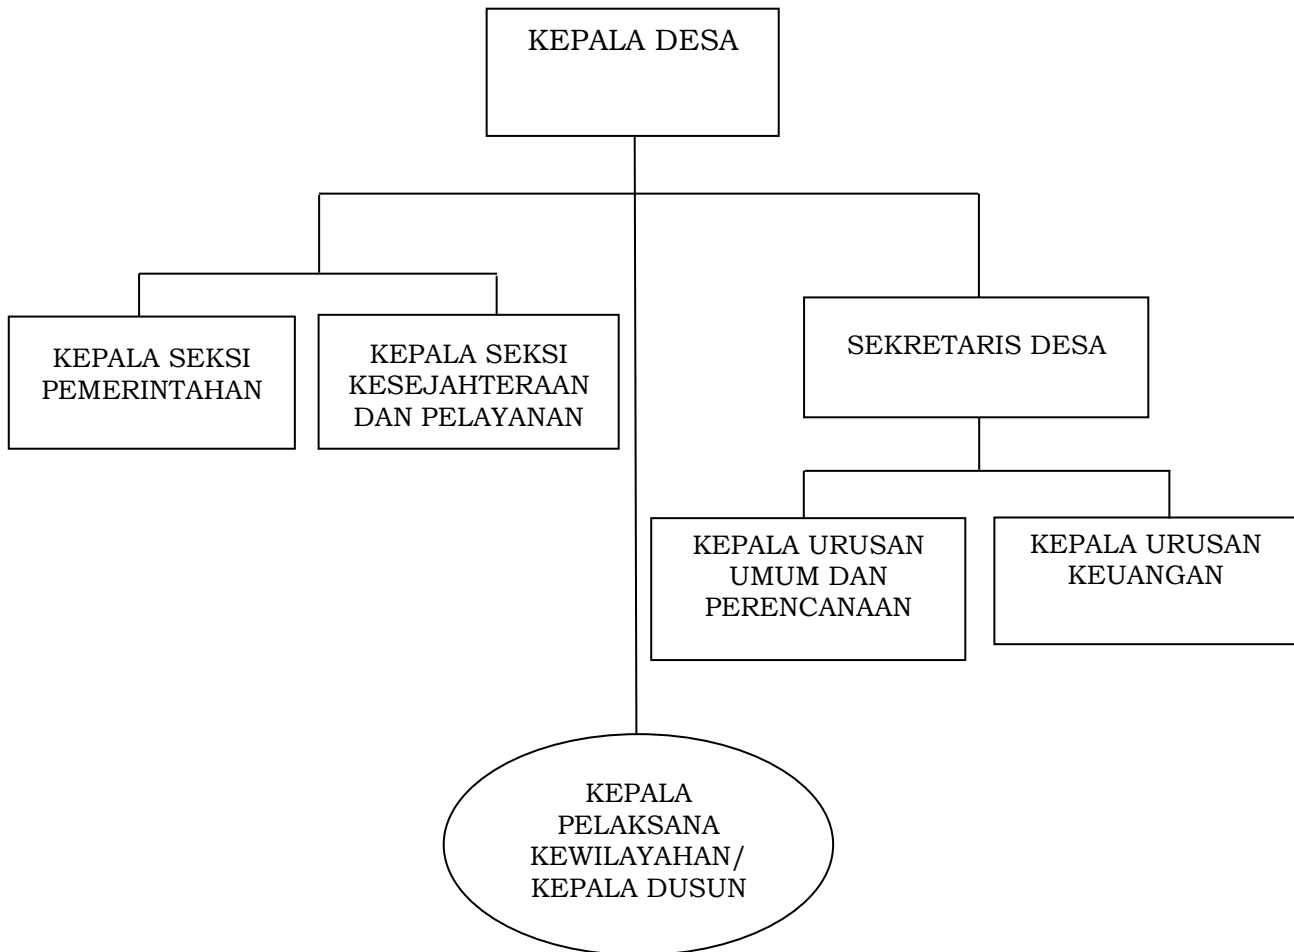 KEPALA DESA
KEPALA SEKSI
PEMERINTAHAN
KEPALA SEKSI
KESEJAHTERAAN
DAN PELAYANAN
SEKRETARIS DESA
KEPALA URUSAN
UMUM DAN
PERENCANAAN
KEPALA URUSAN
KEUANGAN
KEPALA
PELAKSANA
KEWILAYAHAN/
KEPALA DUSUN